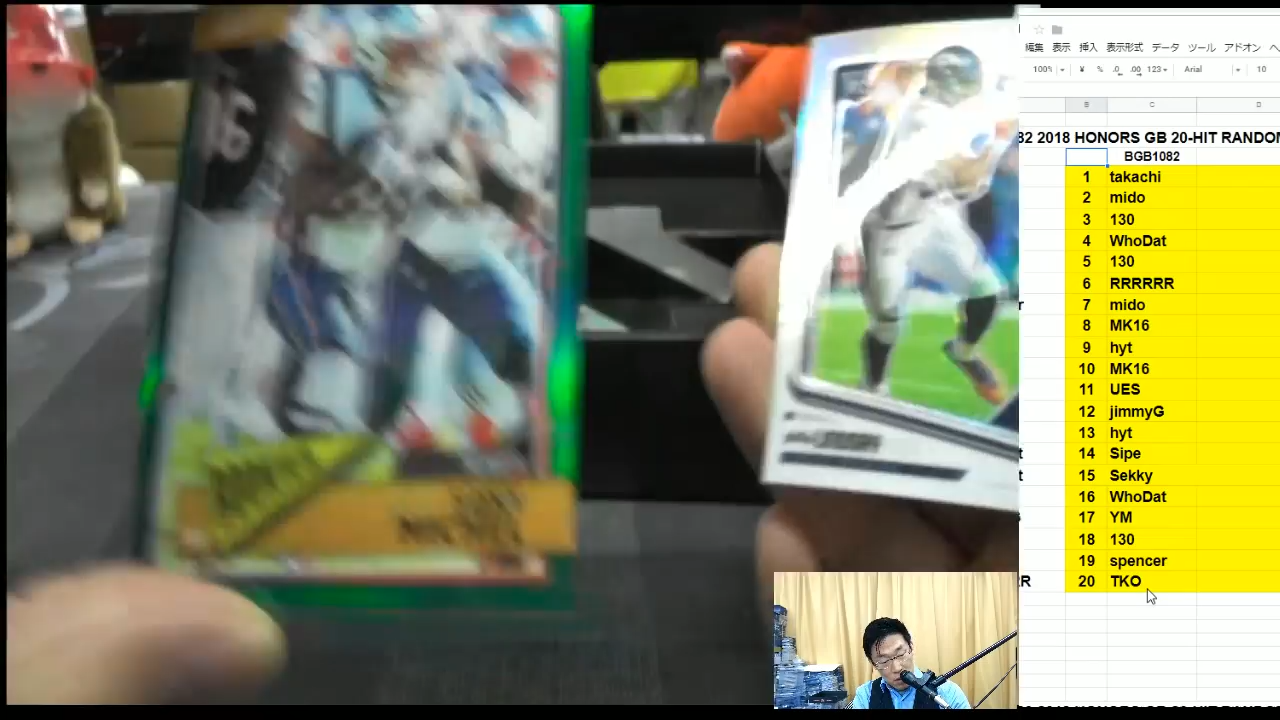 編集 表示 挿入 表示形式 データ ツール アドオン ヘ
100% ¥ % .0 .00 123 Arial 10
B C D
82 2018 HONORS GB 20-HIT RANDO
BGB1082
1 takachi
2 mido
3 130
4 WhoDat
5 130
6 RRRRRR
7 mido
8 MK16
9 hyt
10 MK16
11 UES
12 jimmyG
13 hyt
14 Sipe
15 Sekky
16 WhoDat
17 YM
18 130
19 spencer
20 TKO